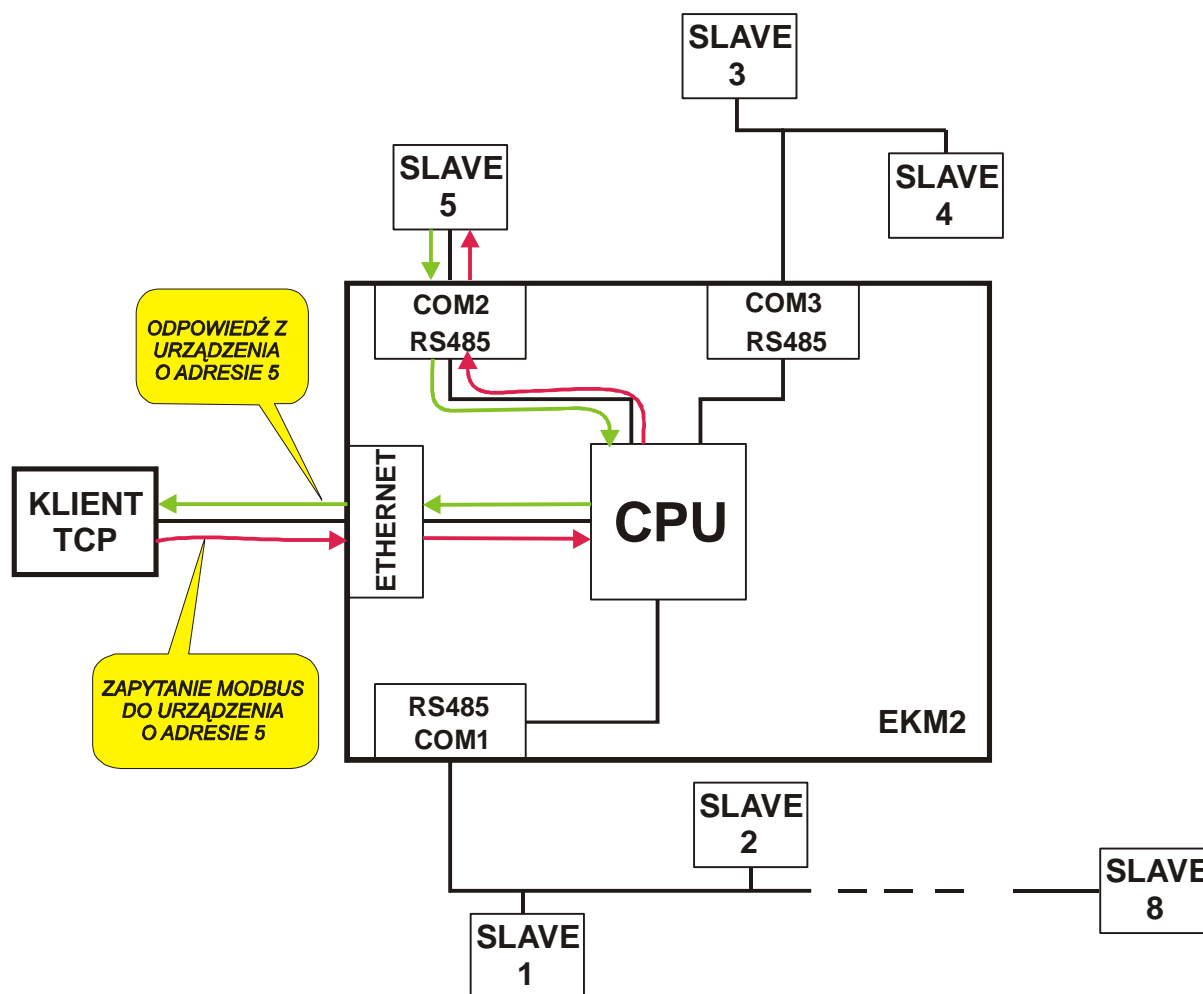 SLAVE
3
SLAVE
4
SLAVE
5
COM2
RS485
COM3
RS485
ODPOWIEDŹ Z
URZĄDZENIA
O ADRESIE 5
KLIENT
TCP
ETHERNET
CPU
ZAPYTANIE MODBUS
DO URZĄDZENIA
O ADRESIE 5
RS485
COM1
EKM2
SLAVE
2
SLAVE
8
SLAVE
1